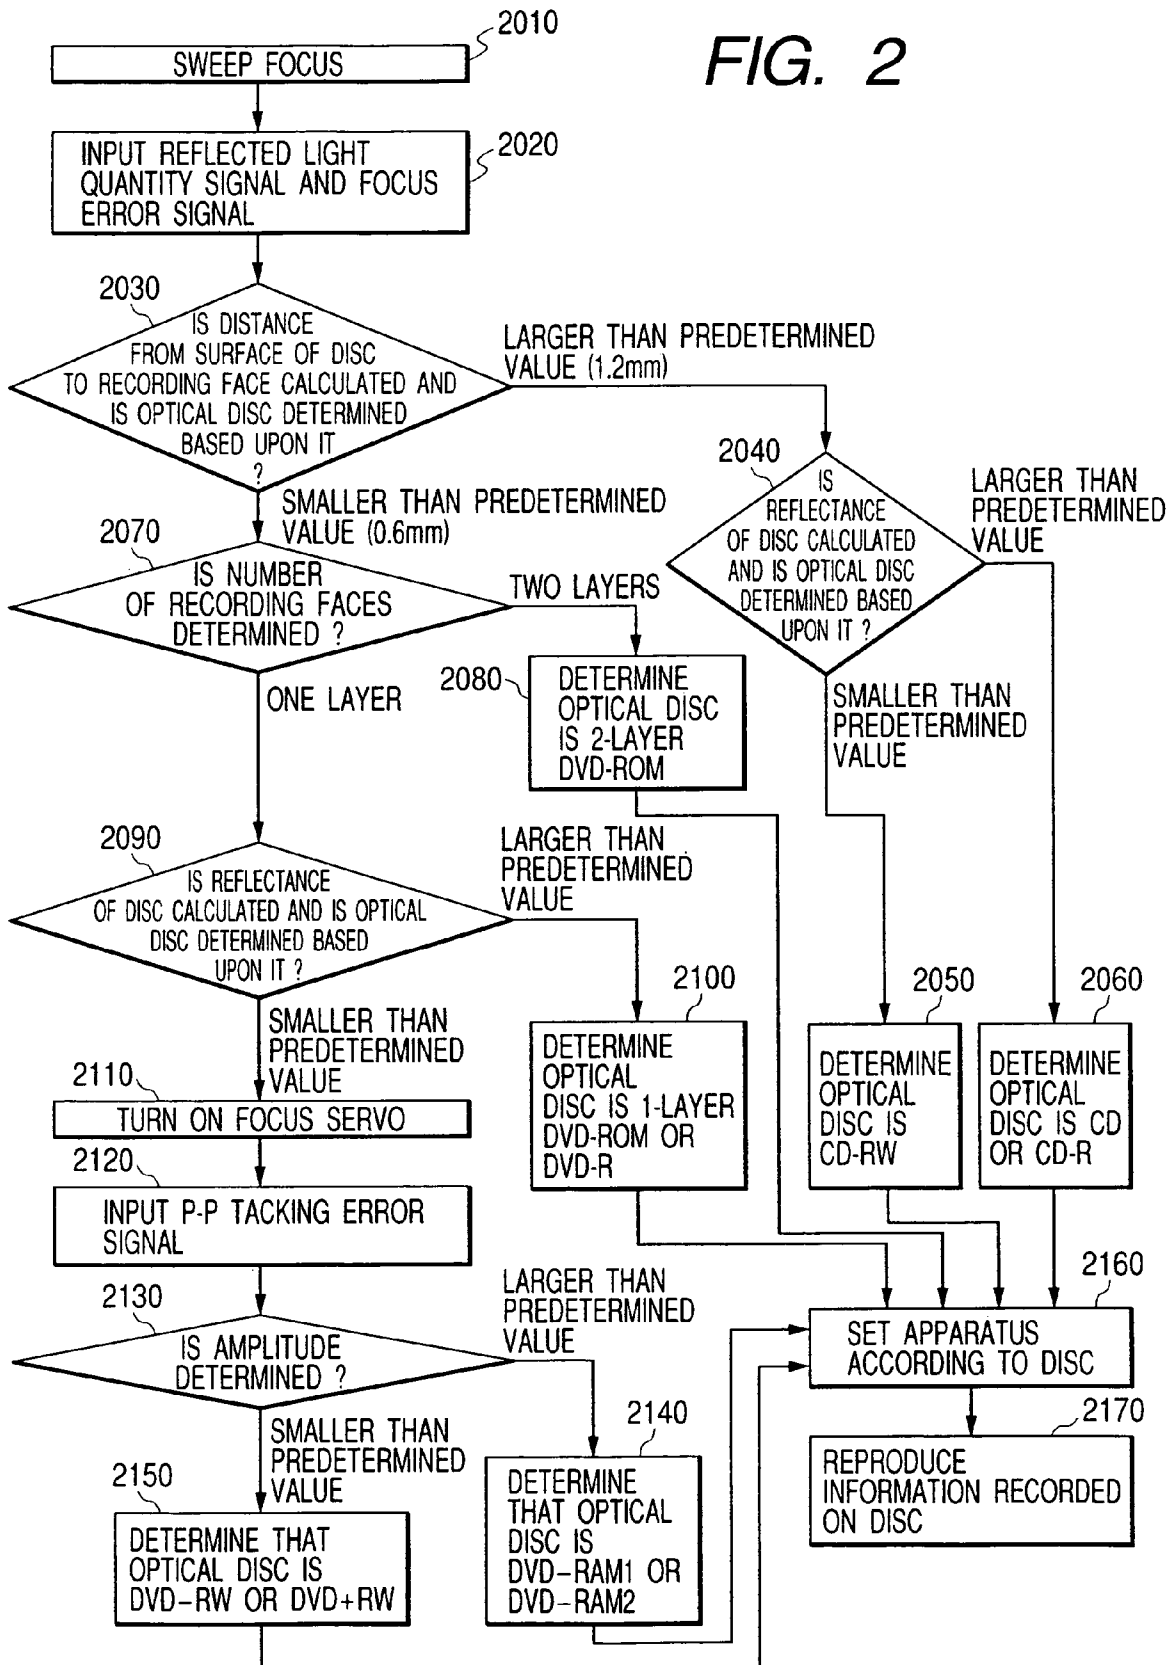 FIG. 2
2010
SWEEP FOCUS
2020
INPUT REFLECTED LIGHT
QUANTITY SIGNAL AND FOCUS
ERROR SIGNAL
2030
IS DISTANCE
FROM SURFACE OF DISC
TO RECORDING FACE CALCULATED AND
IS OPTICAL DISC DETERMINED
BASED UPON IT
?
LARGER THAN PREDETERMINED
VALUE (1.2mm)
SMALLER THAN PREDETERMINED
VALUE (0.6mm)
2040
IS
REFLECTANCE
OF DISC CALCULATED
AND IS OPTICAL DISC
DETERMINED BASED
UPON IT ?
LARGER THAN
PREDETERMINED
VALUE
SMALLER THAN
PREDETERMINED
VALUE
2070
IS NUMBER
OF RECORDING FACES
DETERMINED ?
TWO LAYERS
ONE LAYER
2080
DETERMINE
OPTICAL DISC
IS 2-LAYER
DVD-ROM
2090
IS REFLECTANCE
OF DISC CALCULATED AND IS OPTICAL
DISC DETERMINED BASED
UPON IT ?
LARGER THAN
PREDETERMINED
VALUE
SMALLER THAN
PREDETERMINED
VALUE
2100
DETERMINE
OPTICAL
DISC IS 1-LAYER
DVD-ROM OR
DVD-R
2050
DETERMINE
OPTICAL
DISC IS
CD-RW
2060
DETERMINE
OPTICAL
DISC IS CD
OR CD-R
2110
TURN ON FOCUS SERVO
2120
INPUT P-P TACKING ERROR
SIGNAL
2130
IS AMPLITUDE
DETERMINED ?
LARGER THAN
PREDETERMINED
VALUE
SMALLER THAN
PREDETERMINED
VALUE
2140
DETERMINE
THAT OPTICAL
DISC IS
DVD-RAM1 OR
DVD-RAM2
2150
DETERMINE THAT
OPTICAL DISC IS
DVD-RW OR DVD+RW
2160
SET APPARATUS
ACCORDING TO DISC
2170
REPRODUCE
INFORMATION RECORDED
ON DISC